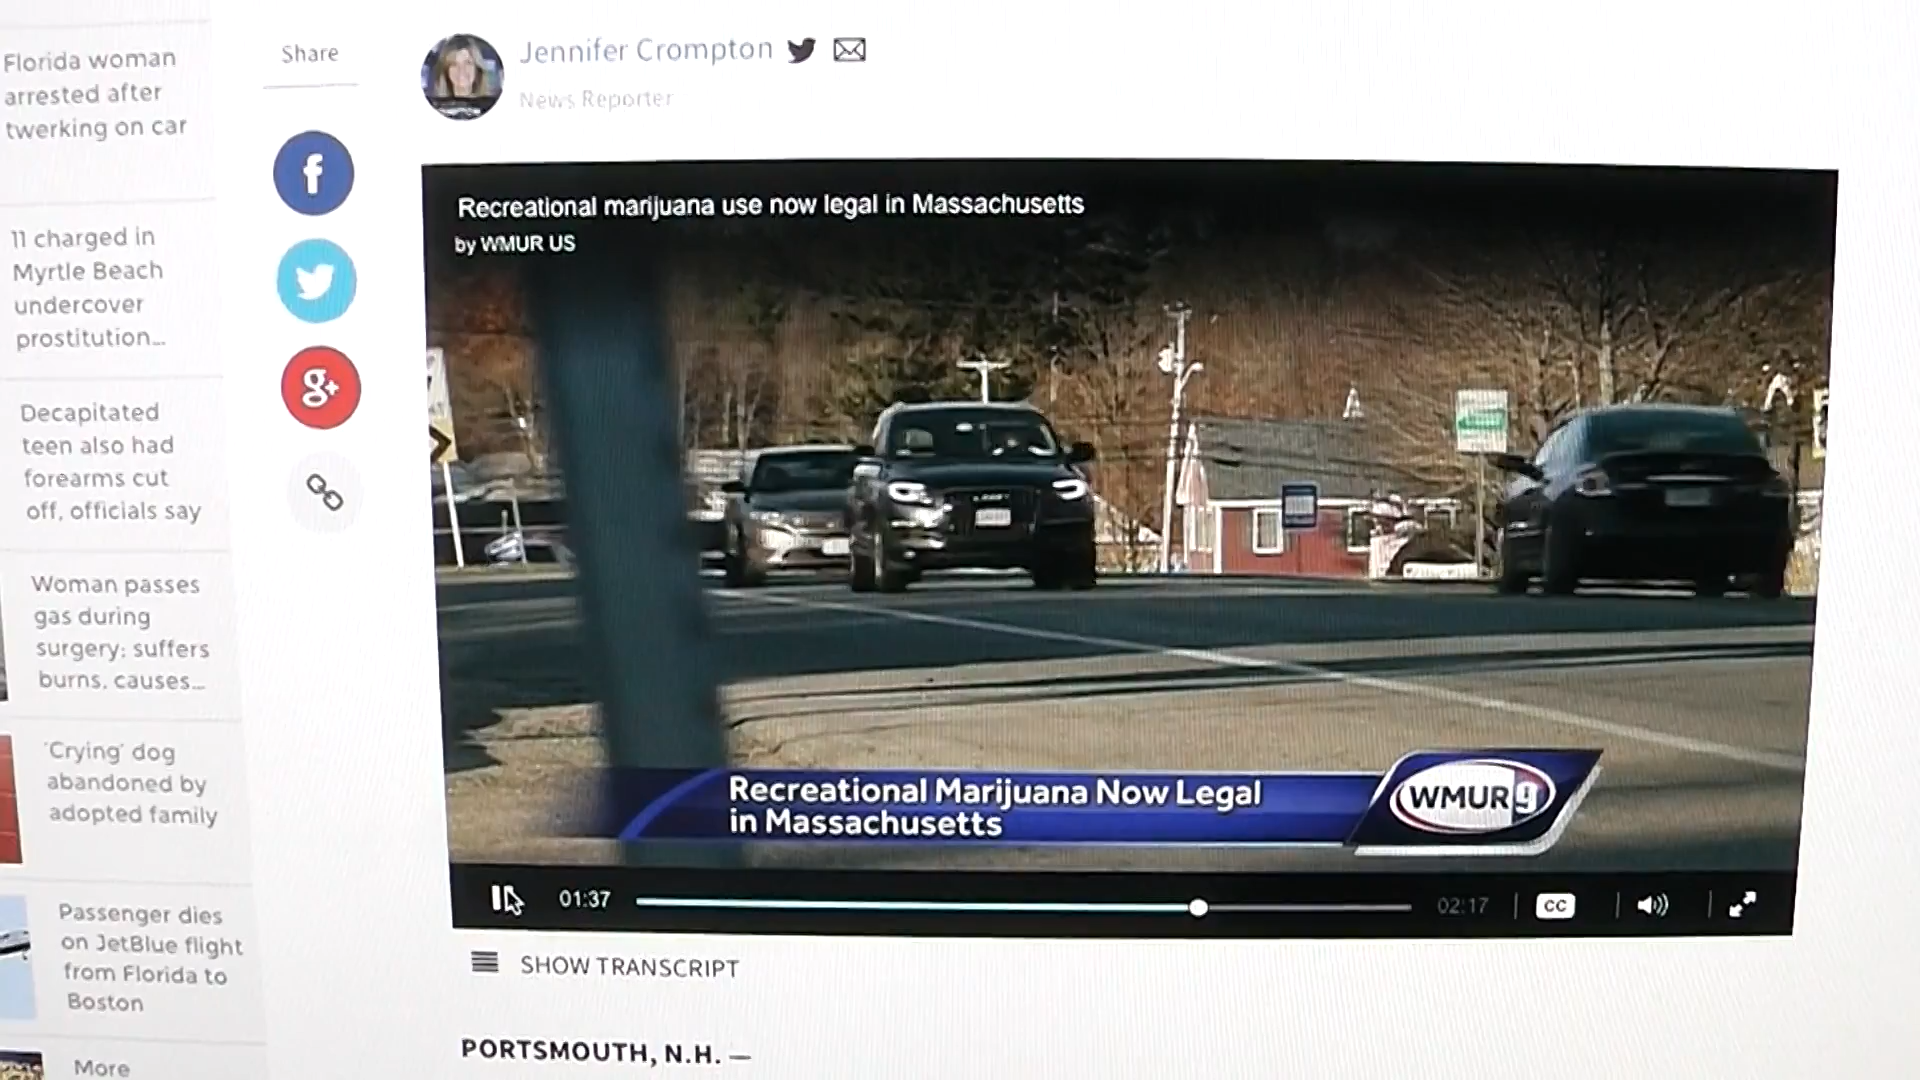 Florida woman
arrested after
twerking on car
11 charged in
Myrtle Beach
undercover
prostitution...
Decapitated
teen also had
forearms cut
off, officials say
Woman passes
gas during
surgery; suffers
burns, causes...
'Crying' dog
abandoned by
adopted family
Passenger dies
on JetBlue flight
from Florida to
Boston
More
Share
f
g+
Jennifer Crompton
News Reporter
Recreational marijuana use now legal in Massachusetts
by WMUR US
Recreational Marijuana Now Legal
in Massachusetts
WMUR 9
01:37
02:17
CC
SHOW TRANSCRIPT
PORTSMOUTH, N.H. —